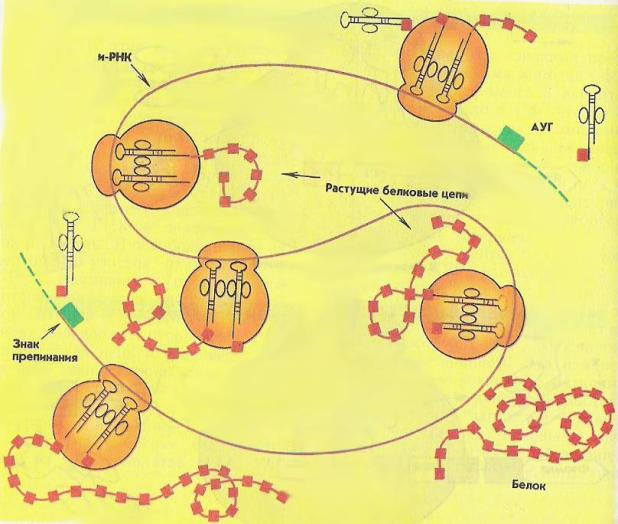 и-РНК
АУГ
Растущие белковые цепи
Знак
препинания
Белок